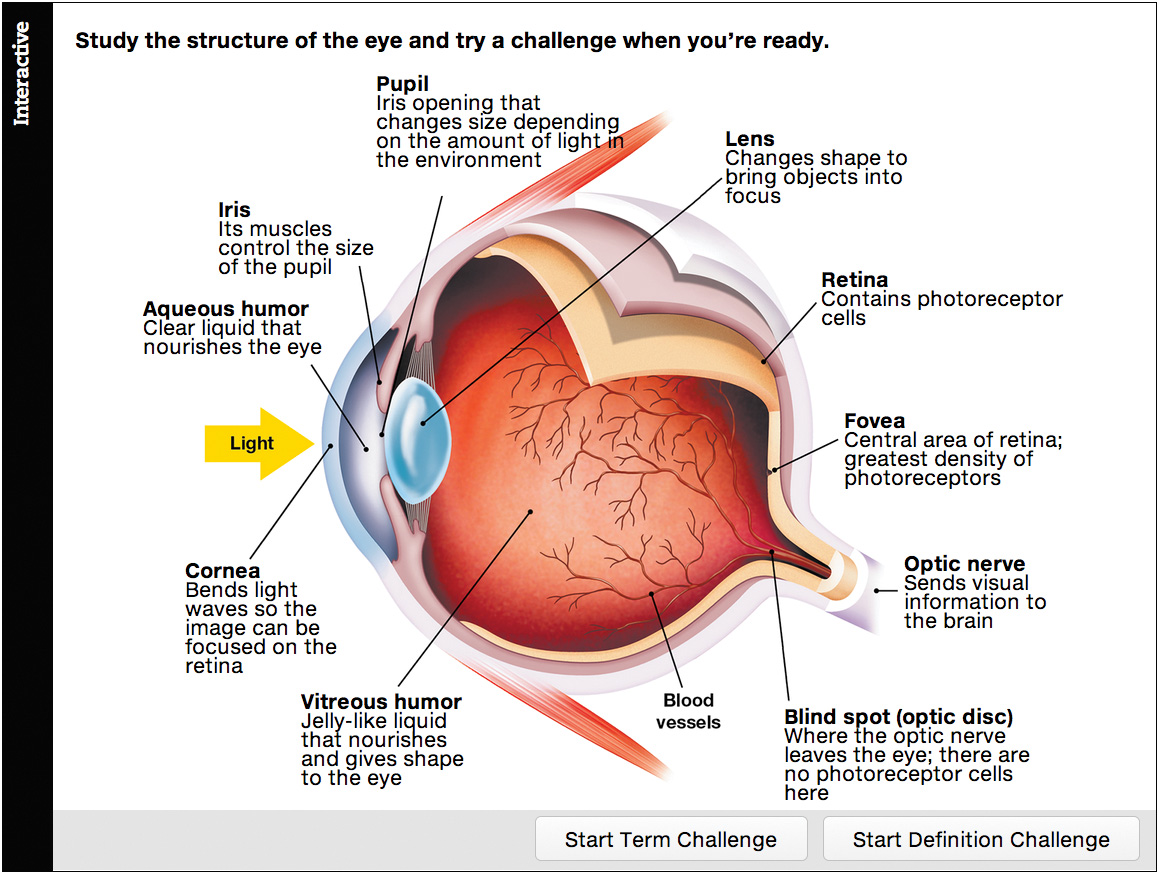 Interactive
Study the structure of the eye and try a challenge when you’re ready.
Pupil
Iris opening that
changes size depending
on the amount of light in
the environment
Lens
Changes shape to
bring objects into
focus
Iris
Its muscles
control the size
of the pupil
Retina
Contains photoreceptor
cells
Aqueous humor
Clear liquid that
nourishes the eye
Light
Fovea
Central area of retina;
greatest density of
photoreceptors
Cornea
Bends light
waves so the
image can be
focused on the
retina
Optic nerve
Sends visual
information to
the brain
Vitreous humor
Jelly-like liquid
that nourishes
and gives shape
to the eye
Blood
vessels
Blind spot (optic disc)
Where the optic nerve
leaves the eye; there are
no photoreceptor cells
here
Start Term Challenge
Start Definition Challenge